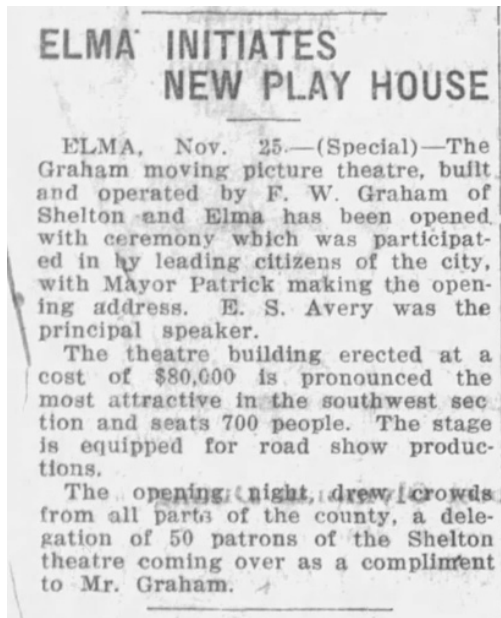 ELMA INITIATES
NEW PLAY HOUSE
ELMA, Nov. 25.—(Special)—The
Graham moving picture theatre, built
and operated by F. W. Graham of
Shelton and Elma has been opened
with ceremony which was participat-
ed in by leading citizens of the city,
with Mayor Patrick making the open-
ing address. E. S. Avery was the
principal speaker.
The theatre building erected at a
cost of $80,000 is pronounced the
most attractive in the southwest sec
tion and seats 700 people. The stage
is equipped for road show produc-
tions.
The opening night, drew crowds
from all parts of the county, a dele-
gation of 50 patrons of the Shelton
theatre coming over as a compliment
to Mr. Graham.